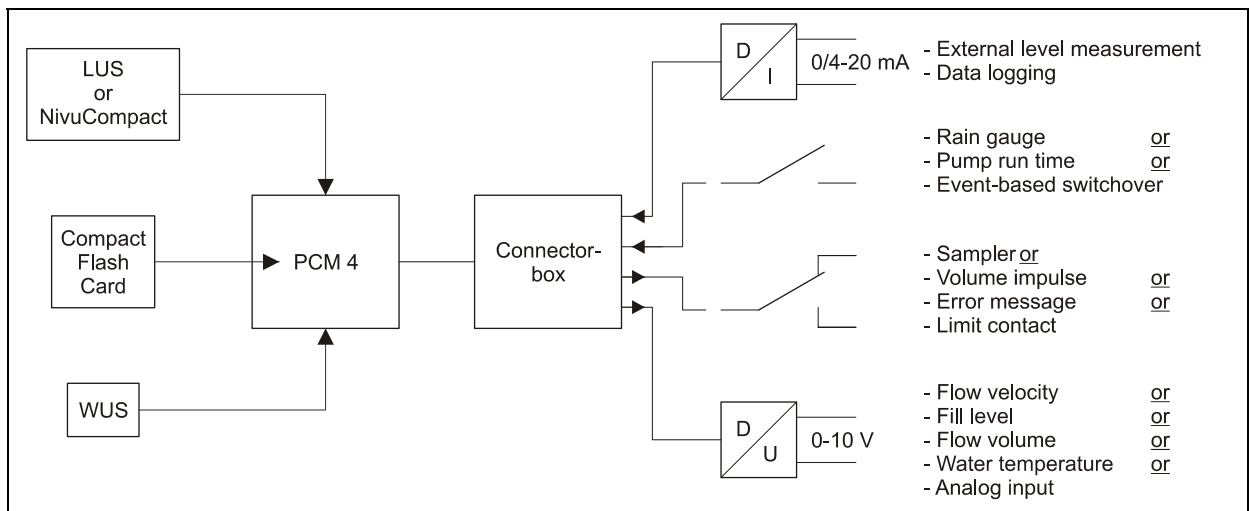 LUS
or
NivuCompact
Compact
Flash
Card
WUS
PCM 4
Connector-
box
D
I
0/4-20 mA
- External level measurement
- Data logging
- Rain gauge or
- Pump run time or
- Event-based switchover
- Sampler or
- Volume impulse or
- Error message or
- Limit contact
D
U
0-10 V
- Flow velocity or
- Fill level or
- Flow volume or
- Water temperature or
- Analog input